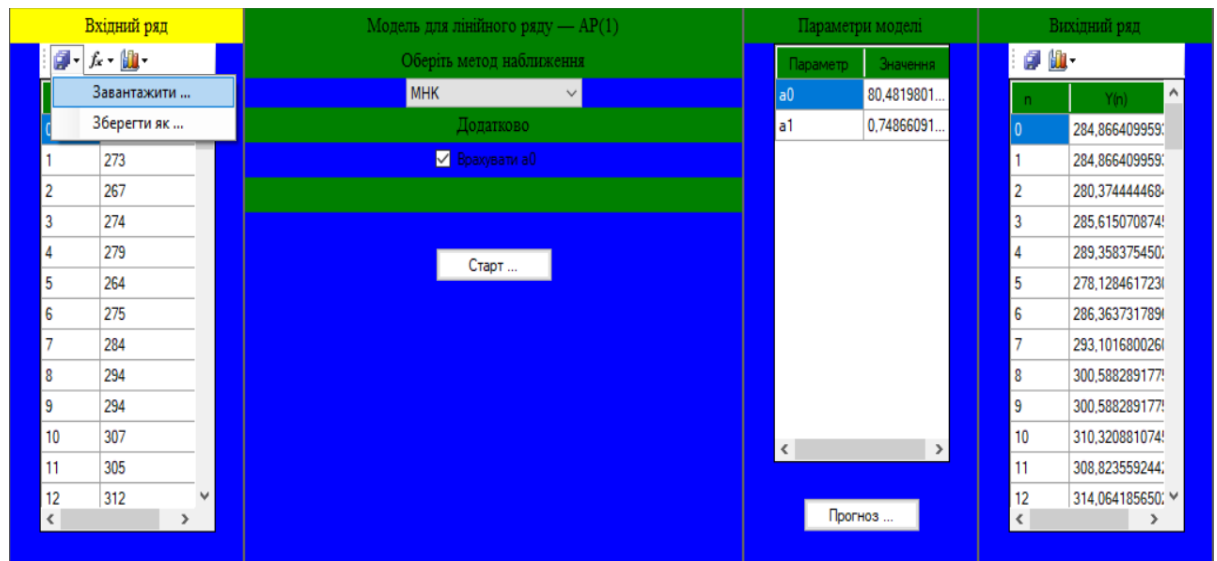 Вхідний ряд
Завантажити ...
Зберегти як ...
0
1 273
2 267
3 274
4 279
5 264
6 275
7 284
8 294
9 294
10 307
11 305
12 312
Модель для лінійного ряду — АР(1)
Оберіть метод наближення
МНК
Додатково
Врахувати a0
Старт ...
Параметри моделі
Параметр Значення
a0 80,4819801...
a1 0,74866091...
Прогноз ...
Вихідний ряд
n Y(n)
0 284,866409959
1 284,866409959
2 280,374444468
3 285,615070874
4 289,358375450
5 278,128461723
6 286,363731789
7 293,101680026
8 300,588289177
9 300,588289177
10 310,320881074
11 308,823559244
12 314,064185650